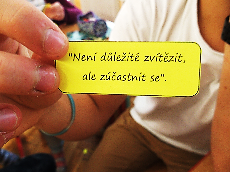 "Není důležité zvítězit,
ale zúčastnit se".